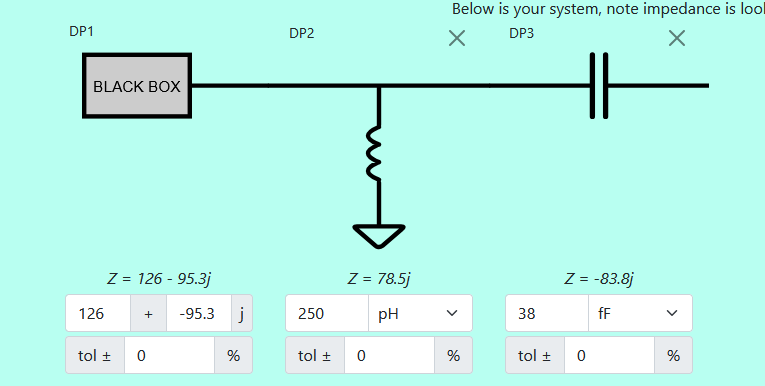 Below is your system, note impedance is
DP1
DP2
DP3
BLACK BOX
Z = 126 - 95.3j
Z = 78.5j
Z = -83.8j
126 + -95.3 j
250 pH
38 fF
tol ± 0 %
tol ± 0 %
tol ± 0 %